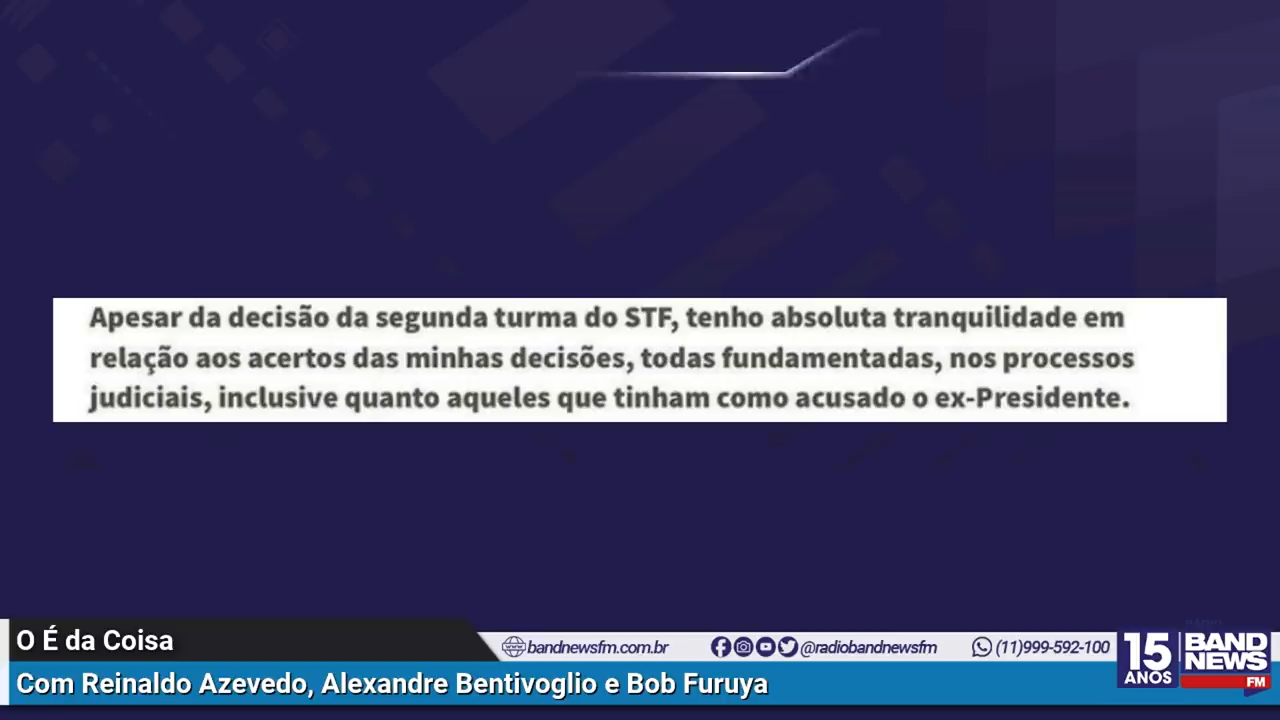 Apesar da decisão da segunda turma do STF, tenho absoluta tranquilidade em
relação aos acertos das minhas decisões, todas fundamentadas, nos processos
judiciais, inclusive quanto aqueles que tinham como acusado o ex-Presidente.
O É da Coisa
bandnewsfm.com.br @radiobandnewsfm (11)999-592-100
Com Reinaldo Azevedo, Alexandre Bentivoglio e Bob Furuya
15
ANOS
BAND
NEWS
FM